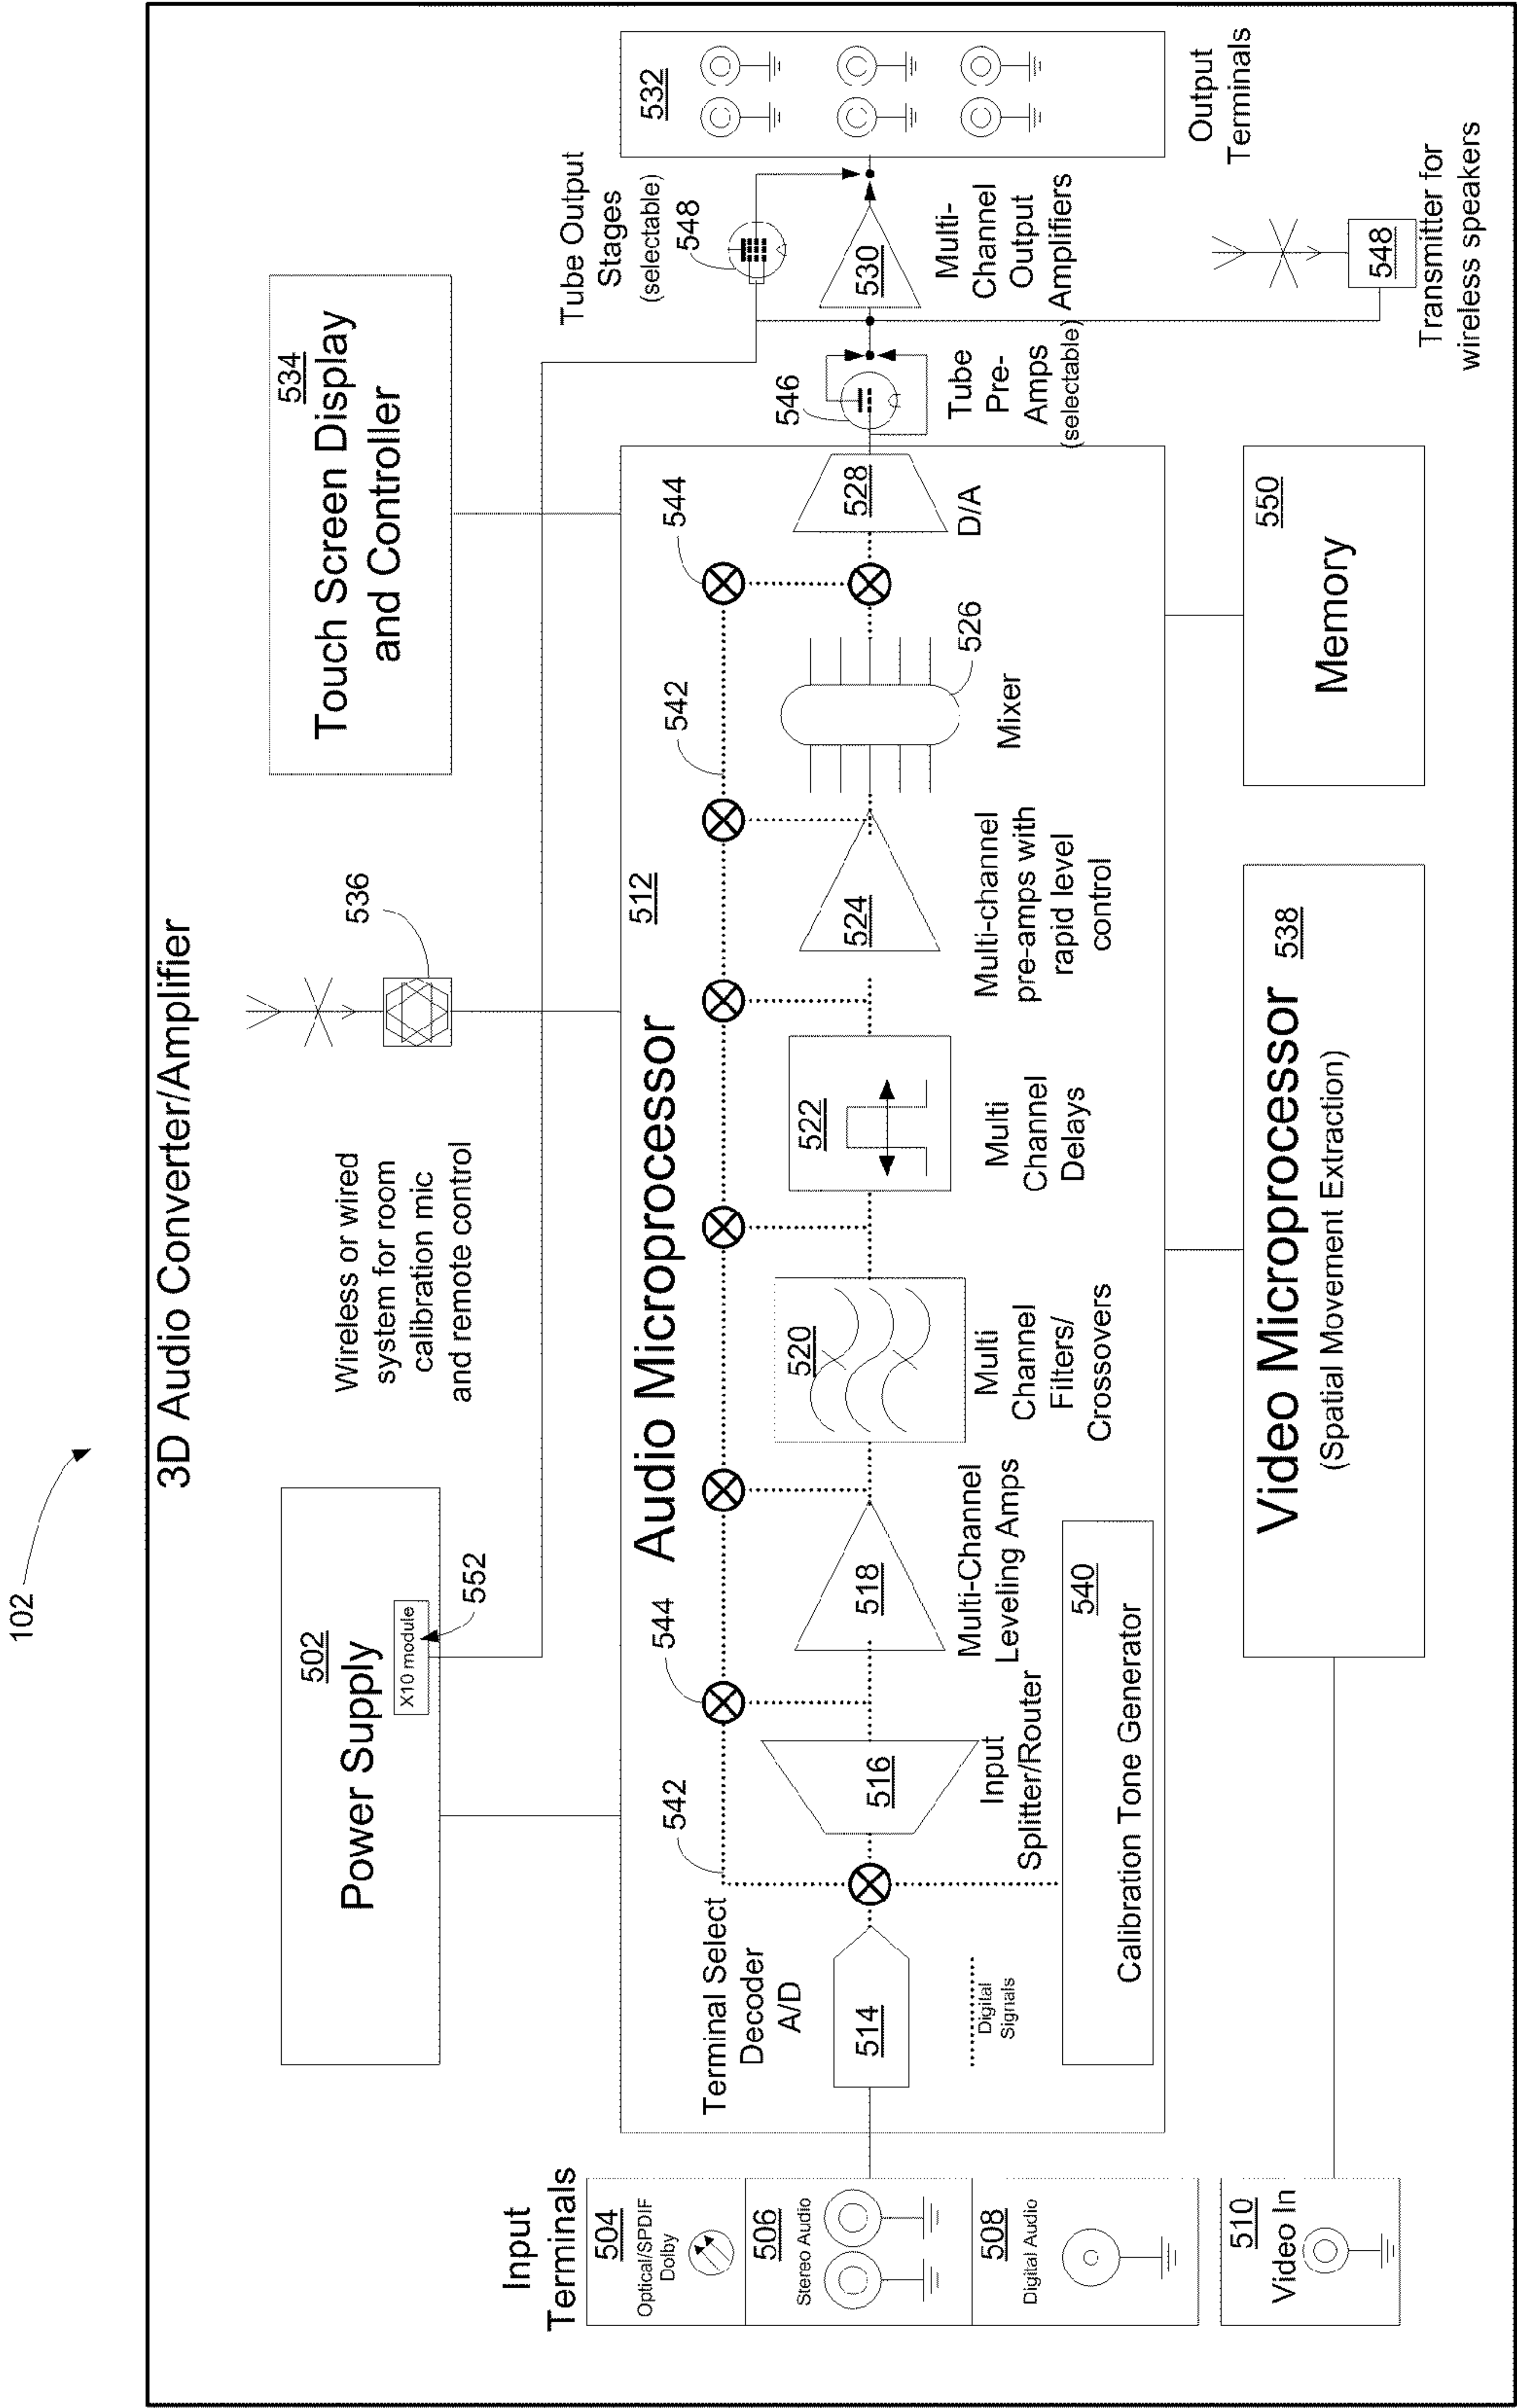 102
3D Audio Converter/Amplifier
502
Power Supply
X10 module
552
Wireless or wired
system for room
calibration mic
and remote control
536
534
Touch Screen Display
and Controller
Input
Terminals
504
Optical/SPDIF
Dolby
506
Stereo Audio
508
Digital Audio
510
Video In
Audio Microprocessor
512
Terminal Select
Decoder
A/D
514
Digital
Signals
542
544
516
Input
Splitter/Router
518
Multi-Channel
Leveling Amps
520
Multi
Channel
Filters/
Crossovers
522
Multi
Channel
Delays
524
Multi-channel
pre-amps with
rapid level
control
542
526
Mixer
544
528
D/A
540
Calibration Tone Generator
546
Tube
Pre-
Amps
(selectable)
Tube Output
Stages
(selectable)
548
530
Multi-
Channel
Output
Amplifiers
532
Output
Terminals
548
Transmitter for
wireless speakers
Video Microprocessor
538
(Spatial Movement Extraction)
550
Memory